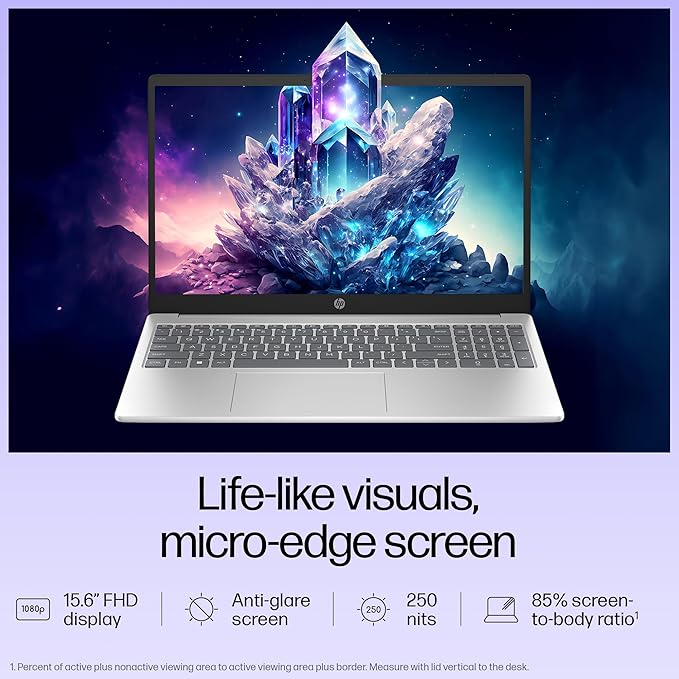 hp
Life-like visuals,
micro-edge screen
1080p
15.6” FHD
display
Anti-glare
screen
250
250
nits
85% screen-
to-body ratio¹
1. Percent of active plus nonactive viewing area to active viewing area plus border. Measure with lid vertical to the desk.